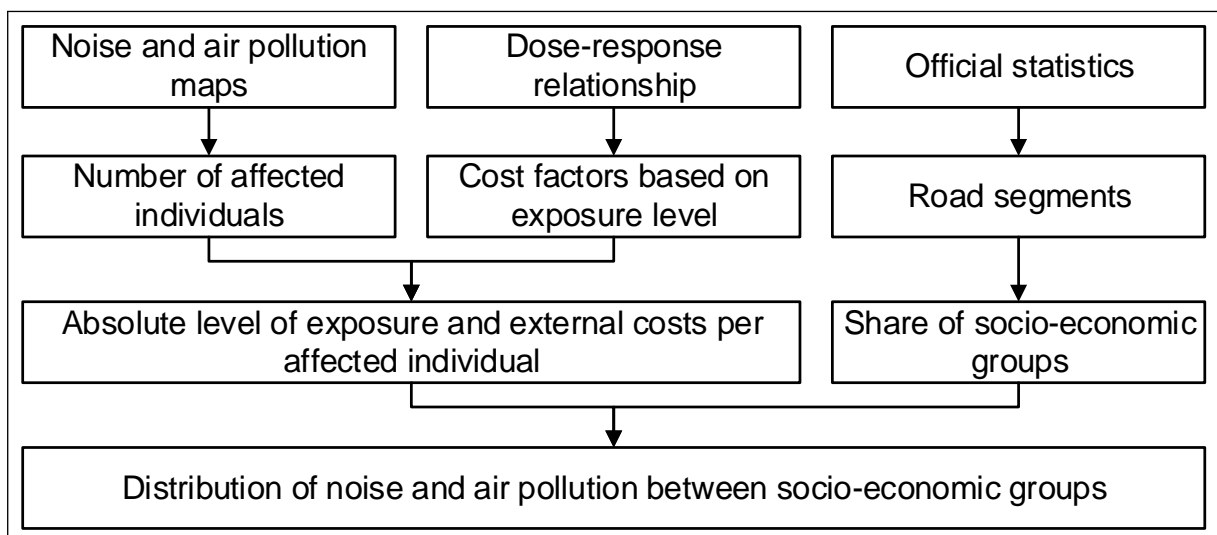 Noise and air pollution
maps
Dose-response
relationship
Official statistics
Number of affected
individuals
Cost factors based on
exposure level
Road segments
Absolute level of exposure and external costs per
affected individual
Share of socio-economic
groups
Distribution of noise and air pollution between socio-economic groups